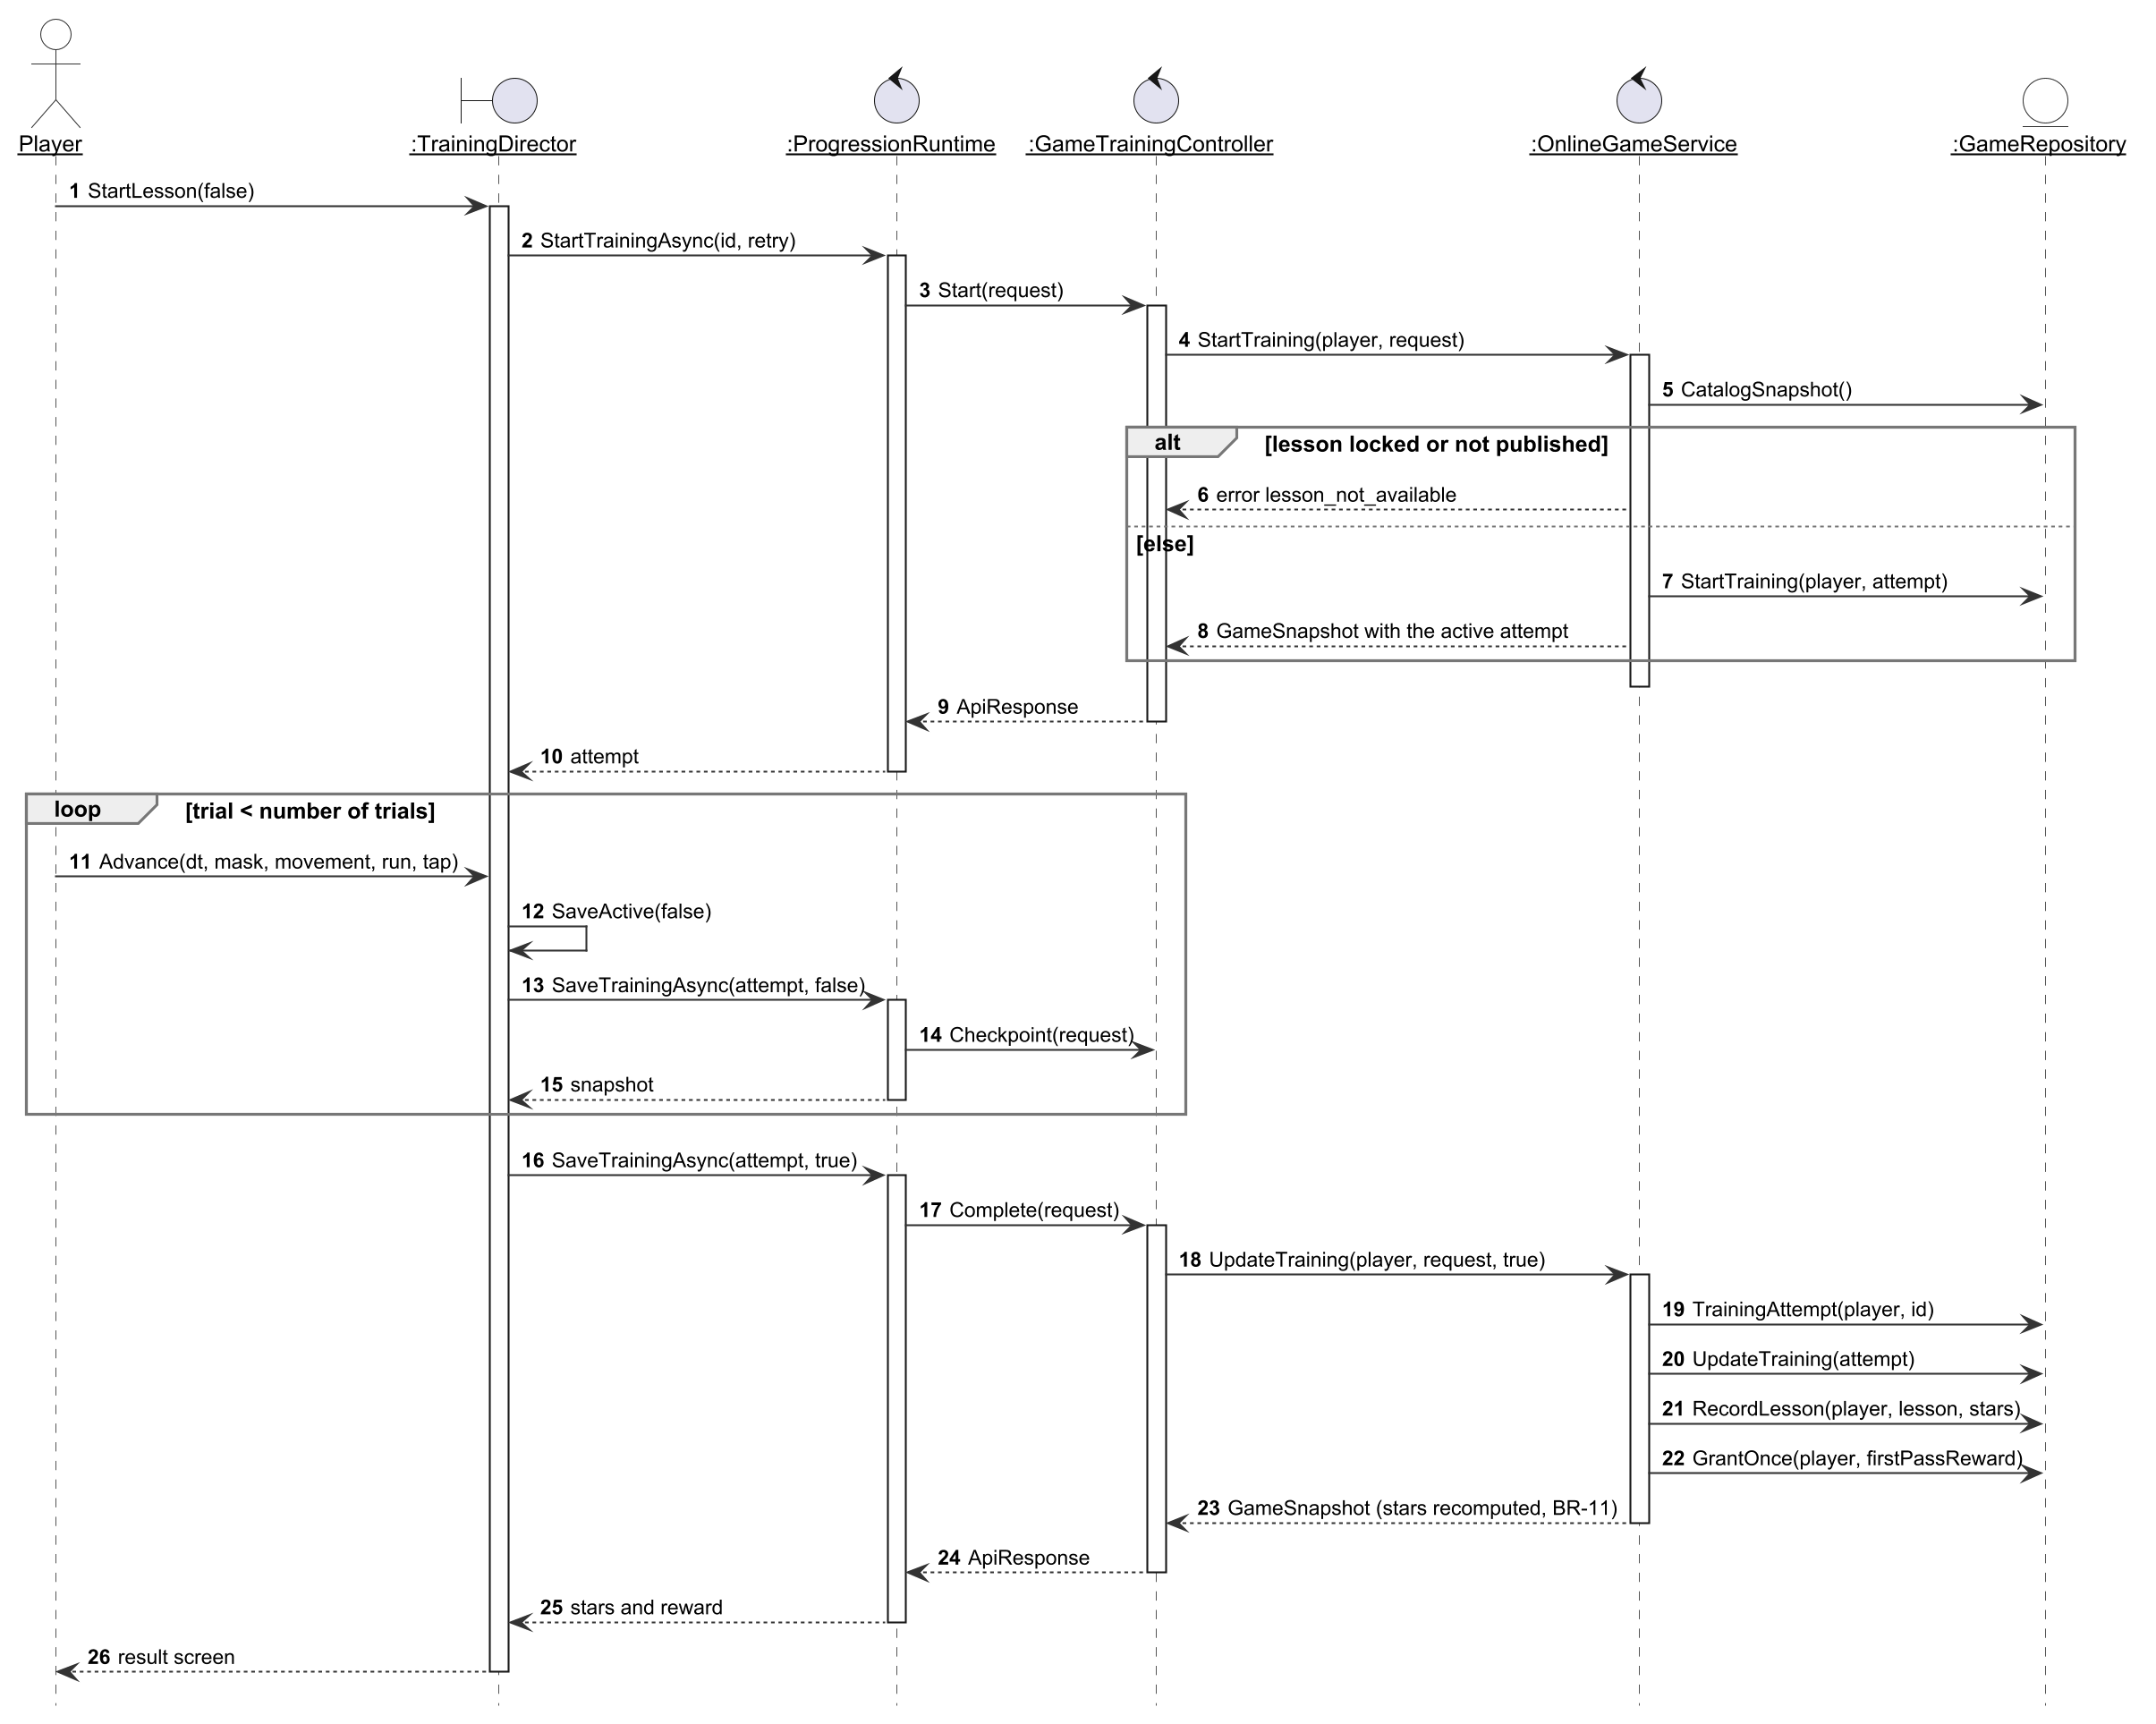 Player
:TrainingDirector
:ProgressionRuntime
:GameTrainingController
:OnlineGameService
:GameRepository
1 StartLesson(false)
2 StartTrainingAsync(id, retry)
3 Start(request)
4 StartTraining(player, request)
5 CatalogSnapshot()
alt [lesson locked or not published]
6 error lesson_not_available
[else]
7 StartTraining(player, attempt)
8 GameSnapshot with the active attempt
9 ApiResponse
10 attempt
loop [trial < number of trials]
11 Advance(dt, mask, movement, run, tap)
12 SaveActive(false)
13 SaveTrainingAsync(attempt, false)
14 Checkpoint(request)
15 snapshot
16 SaveTrainingAsync(attempt, true)
17 Complete(request)
18 UpdateTraining(player, request, true)
19 TrainingAttempt(player, id)
20 UpdateTraining(attempt)
21 RecordLesson(player, lesson, stars)
22 GrantOnce(player, firstPassReward)
23 GameSnapshot (stars recomputed, BR-11)
24 ApiResponse
25 stars and reward
26 result screen